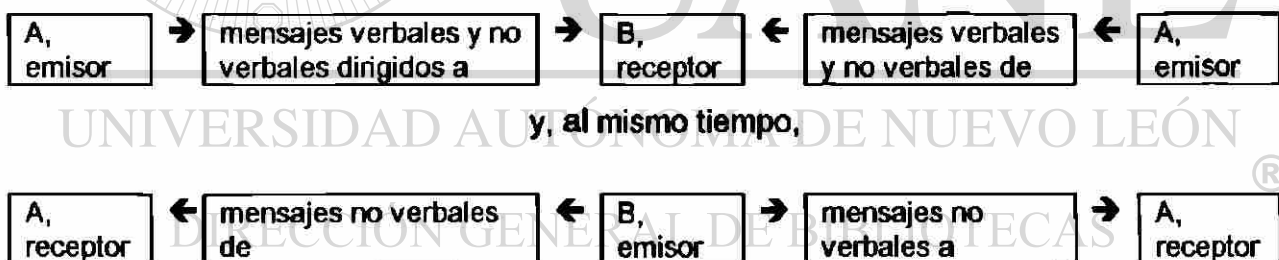 A, → mensajes verbales y no → B, ← mensajes verbales ← A,
emisor verbales dirigidos a receptor y no verbales de emisor
UNIVERSIDAD AUTÓNOMA DE NUEVO LEÓN
y, al mismo tiempo,
®
A, ← mensajes no verbales ← B, → mensajes no → A,
receptor de emisor verbales a receptor
DIRECCIÓN GENERAL DE BIBLIOTECAS